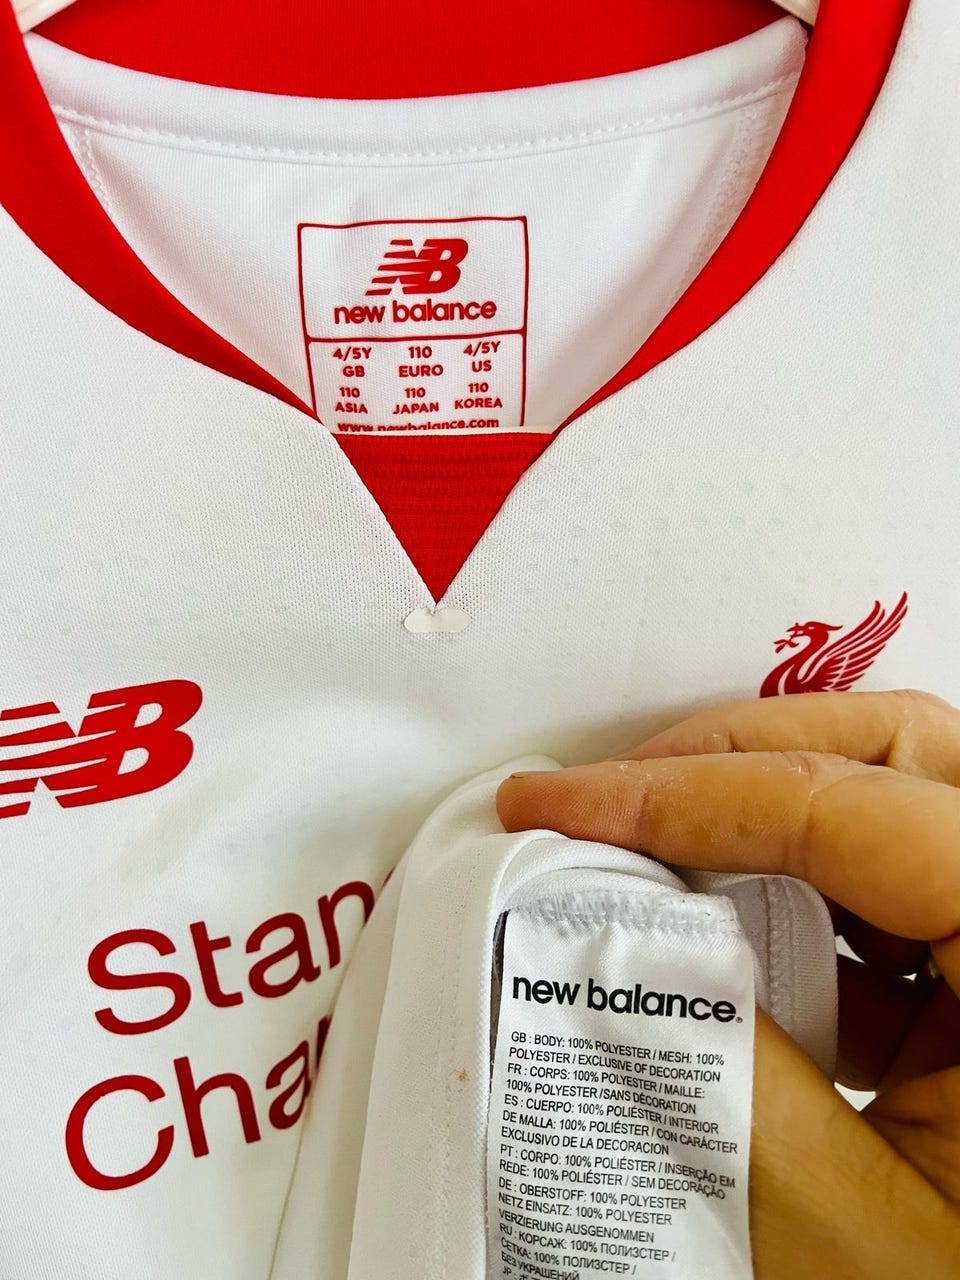 NB
new balance
4/5Y 110 4/5Y
GB EURO US
110 110 110
ASIA JAPAN KOREA
www.newbalance.com
NB
Stan
Cha
new balance.
GB : BODY: 100% POLYESTER / MESH: 100%
POLYESTER / EXCLUSIVE OF DECORATION
FR : CORPS: 100% POLYESTER / MAILLE:
100% POLYESTER /SANS DÉCORATION
ES : CUERPO: 100% POLIÉSTER / INTERIOR
DE MALLA: 100% POLIÉSTER / CON CARÁCTER
EXCLUSIVO DE LA DECORACION
PT : CORPO: 100% POLIÉSTER / INSERÇÃO EM
REDE: 100% POLIÉSTER / SEM DECORAÇÃO
DE : OBERSTOFF: 100% POLYESTER
NETZ EINSATZ: 100% POLYESTER
VERZIERUNG AUSGENOMMEN
RU : КОРСАЖ: 100% ПОЛИЭСТЕР /
СЕТКА: 100% ПОЛИЭСТЕР /
БЕЗ УКРАШЕНИЙ
JP :